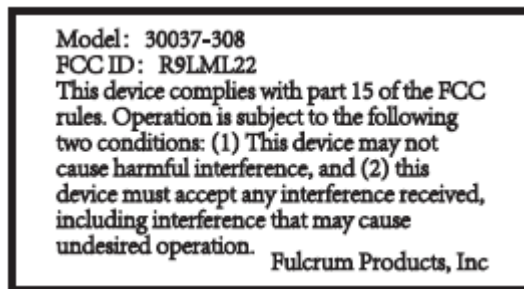 Model: 30037-308
FCC ID: R9LML22
This device complies with part 15 of the FCC
rules. Operation is subject to the following
two conditions: (1) This device may not
cause harmful interference, and (2) this
device must accept any interference received,
including interference that may cause
undesired operation.
Fulcrum Products, Inc